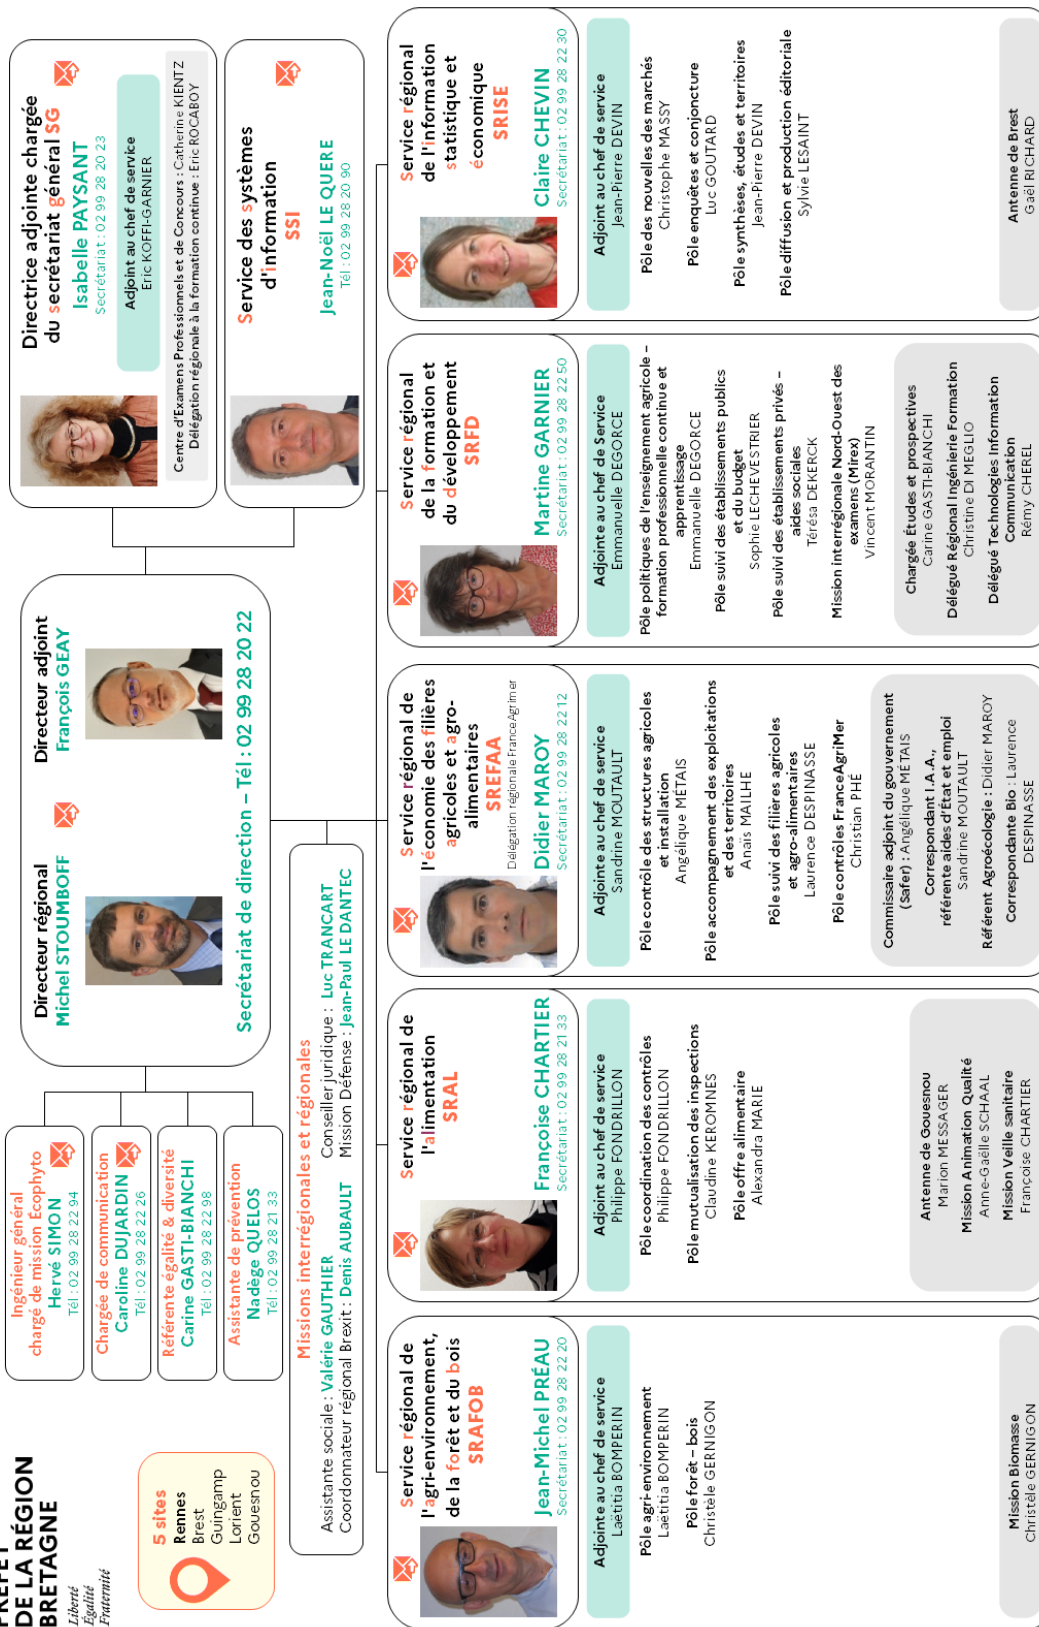 PRÉFET
DE LA RÉGION
BRETAGNE
Liberté
Égalité
Fraternité
5 sites
Rennes
Brest
Guingamp
Lorient
Gouesnou
Ingénieur général
chargé de mission Écophyto
Hervé SIMON
Tél : 02 99 28 22 94
Chargée de communication
Caroline DUJARDIN
Tél : 02 99 28 22 26
Référente égalité & diversité
Carine GASTI-BIANCHI
Tél : 02 99 28 22 98
Assistante de prévention
Nadège QUELOS
Tél : 02 99 28 21 33
Directeur régional
Michel STOUMBOFF
Directeur adjoint
François GEAY
Secrétariat de direction – Tél : 02 99 28 20 22
Directrice adjointe chargée
du secrétariat général SG
Isabelle PAYSANT
Secrétariat : 02 99 28 20 23
Adjoint au chef de service
Eric KOFFI-GARNIER
Centre d'Examens Professionnels et de Concours : Catherine KIENTZ
Délégation régionale à la formation continue : Eric ROCABOY
Service des systèmes
d'information
SSI
Jean-Noël LE QUERE
Tél : 02 99 28 20 90
Missions interrégionales et régionales
Assistante sociale : Valérie GAUTHIER
Coordonnateur régional Brexit : Denis AUBAULT
Conseiller juridique : Luc TRANCART
Mission Défense : Jean-Paul LE DANTEC
Service régional de
l'agri-environnement,
de la forêt et du bois
SRAFOB
Jean-Michel PRÉAU
Secrétariat : 02 99 28 22 20
Adjointe au chef de service
Laëtitia BOMPERIN
Pôle agri-environnement
Laëtitia BOMPERIN
Pôle forêt – bois
Christèle GERNIGON
Mission Biomasse
Christèle GERNIGON
Service régional de
l'alimentation
SRAL
Françoise CHARTIER
Secrétariat : 02 99 28 21 33
Adjoint au chef de service
Philippe FONDRILLON
Pôle coordination des contrôles
Philippe FONDRILLON
Pôle mutualisation des inspections
Claudine KEROMNES
Pôle offre alimentaire
Alexandra MARIE
Antenne de Gouesnou
Marion MESSAGER
Mission Animation Qualité
Anne-Gaëlle SCHAAL
Mission Veille sanitaire
Françoise CHARTIER
Service régional de
l'économie des filières
agricoles et agro-
alimentaires
SREFAA
Délégation régionale FranceAgrimer
Didier MAROY
Secrétariat : 02 99 28 22 12
Adjointe au chef de service
Sandrine MOUTAULT
Pôle contrôle des structures agricoles
et installation
Angélique MÉTAIS
Pôle accompagnement des exploitations
et des territoires
Anaïs MAILHE
Pôle suivi des filières agricoles
et agro-alimentaires
Laurence DESPINASSE
Pôle contrôles FranceAgriMer
Christian PHÉ
Commissaire adjoint du gouvernement
(Safer) : Angélique MÉTAIS
Correspondant I.A.A.,
référente aides d'État et emploi
Sandrine MOUTAULT
Référent Agroécologie : Didier MAROY
Correspondante Bio : Laurence
DESPINASSE
Service régional
de la formation et
du développement
SRFD
Martine GARNIER
Secrétariat : 02 99 28 22 50
Adjointe au chef de Service
Emmanuelle DEGORCE
Pôle politiques de l'enseignement agricole –
formation professionnelle continue et
apprentissage
Emmanuelle DEGORCE
Pôle suivi des établissements publics
et du budget
Sophie LECHEVESTRIER
Pôle suivi des établissements privés –
aides sociales
Térésa DEKERCK
Mission interrégionale Nord-Ouest des
examens (Mirex)
Vincent MORANTIN
Chargée Études et prospectives
Carine GASTI-BIANCHI
Délégué Régional Ingénierie Formation
Christine DI MEGLIO
Délégué Technologies Information
Communication
Rémy CHEREL
Service régional
de l'information
statistique et
économique
SRISE
Claire CHEVIN
Secrétariat : 02 99 28 22 30
Adjoint au chef de service
Jean-Pierre DEVIN
Pôle des nouvelles des marchés
Christophe MASSY
Pôle enquêtes et conjoncture
Luc GOUTARD
Pôle synthèses, études et territoires
Jean-Pierre DEVIN
Pôle diffusion et production éditoriale
Sylvie LESAINT
Antenne de Brest
Gaël RICHARD